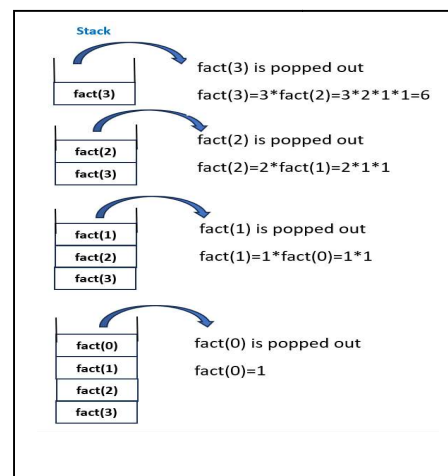 Stack
fact(3) is popped out
fact(3)
fact(3)=3*fact(2)=3*2*1*1=6
fact(2) is popped out
fact(2)
fact(2)=2*fact(1)=2*1*1
fact(3)
fact(1) is popped out
fact(1)
fact(1)=1*fact(0)=1*1
fact(2)
fact(3)
fact(0) is popped out
fact(0)
fact(0)=1
fact(1)
fact(2)
fact(3)